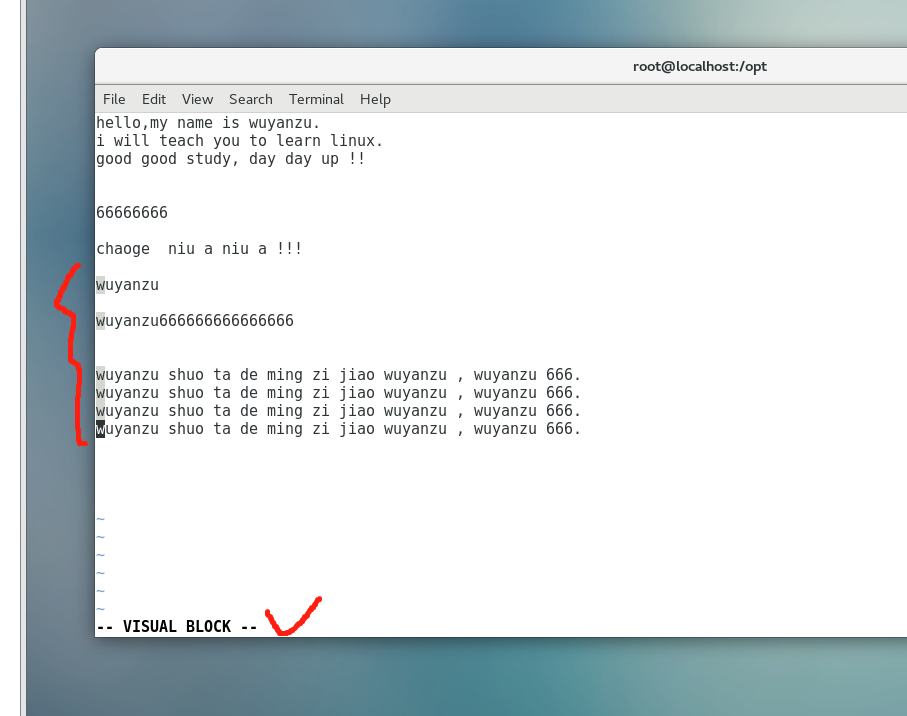 root@localhost:/opt
File Edit View Search Terminal Help
hello,my name is wuyanzu.
i will teach you to learn linux.
good good study, day day up !!
66666666
chaoge  niu a niu a !!!
wuyanzu
wuyanzu666666666666666
wuyanzu shuo ta de ming zi jiao wuyanzu , wuyanzu 666.
wuyanzu shuo ta de ming zi jiao wuyanzu , wuyanzu 666.
wuyanzu shuo ta de ming zi jiao wuyanzu , wuyanzu 666.
wuyanzu shuo ta de ming zi jiao wuyanzu , wuyanzu 666.
~
~
~
~
~
~
-- VISUAL BLOCK --